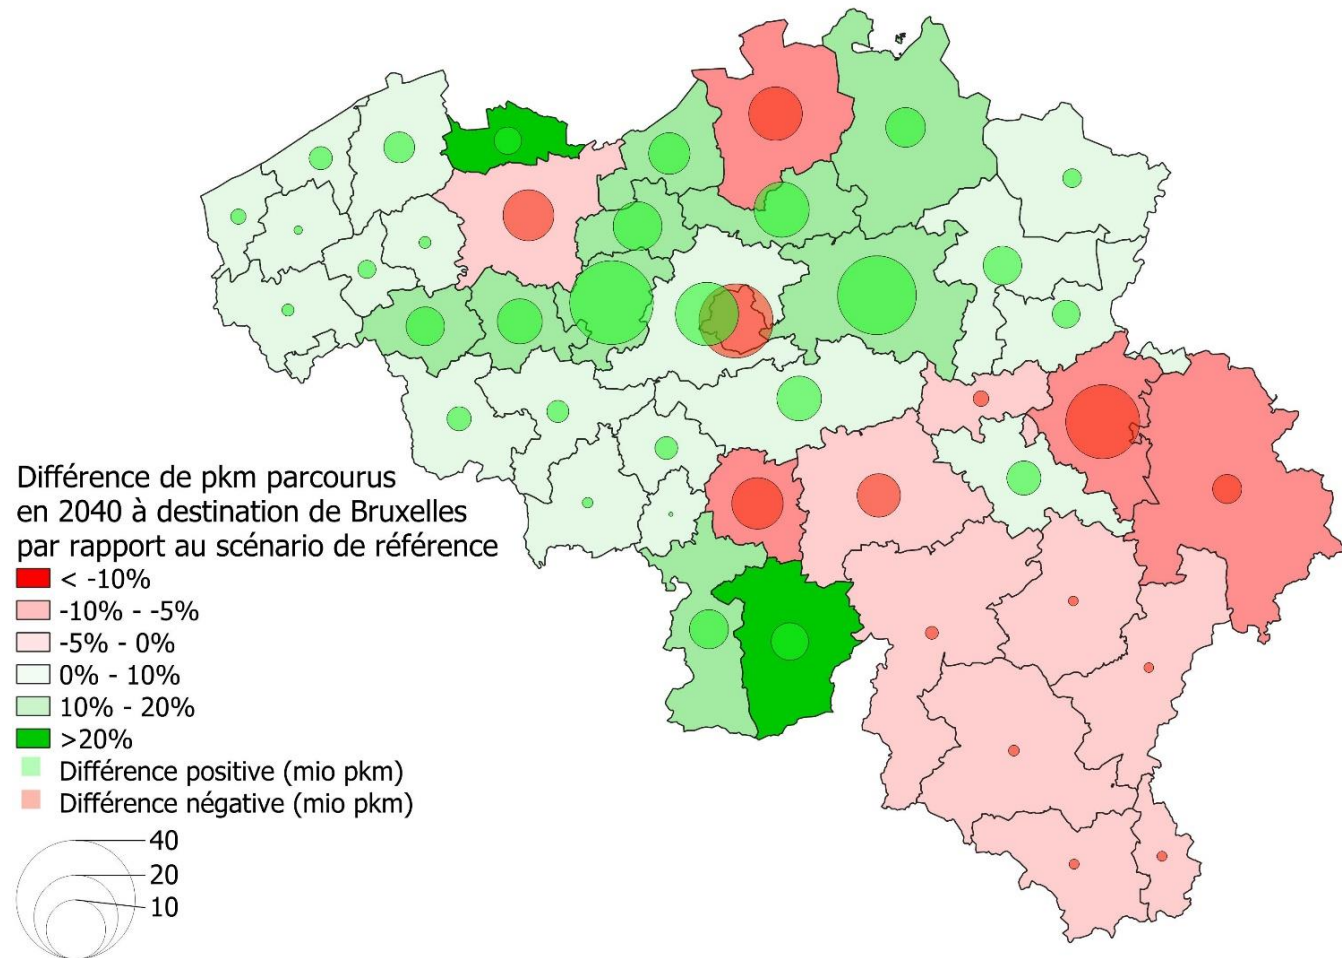 Différence de pkm parcourus
en 2040 à destination de Bruxelles
par rapport au scénario de référence
< -10%
-10% - -5%
-5% - 0%
0% - 10%
10% - 20%
>20%
Différence positive (mio pkm)
Différence négative (mio pkm)
40
20
10